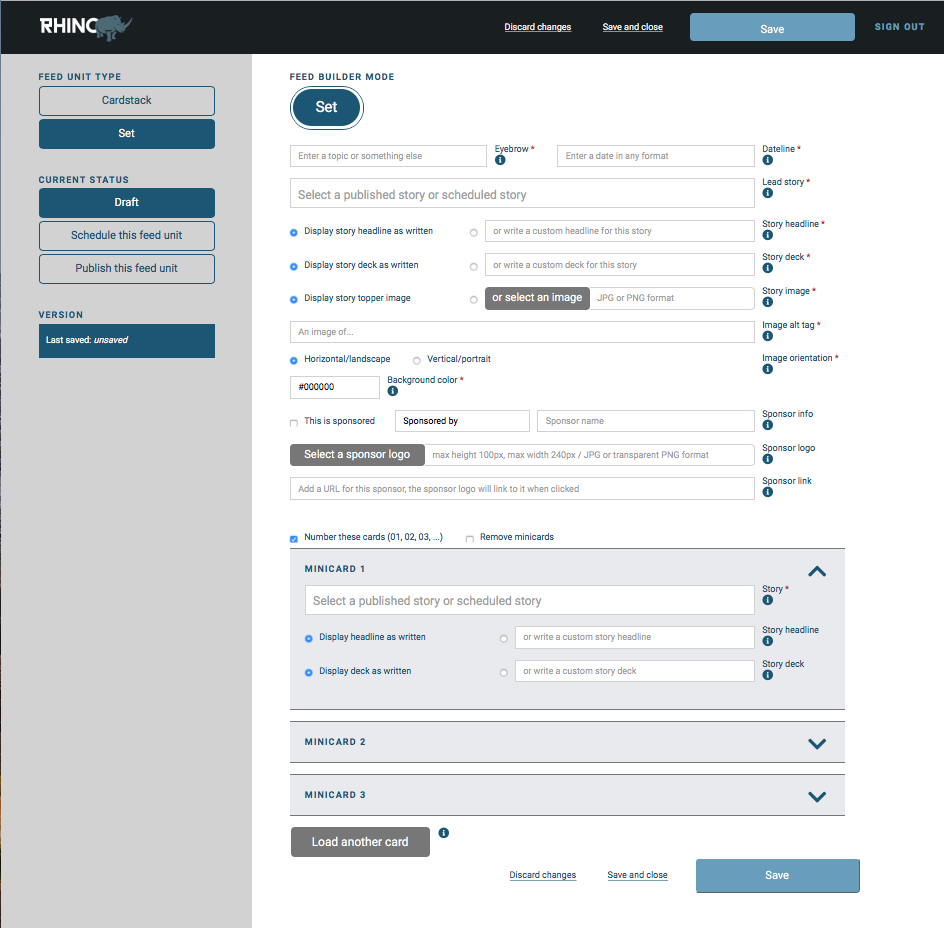 RHINO
Discard changes
Save and close
Save
SIGN OUT
FEED UNIT TYPE
Cardstack
Set
CURRENT STATUS
Draft
Schedule this feed unit
Publish this feed unit
VERSION
Last saved: unsaved
FEED BUILDER MODE
Set
Enter a topic or something else
Eyebrow *
Enter a date in any format
Dateline *
Select a published story or scheduled story
Lead story *
Display story headline as written
or write a custom headline for this story
Story headline *
Display story deck as written
or write a custom deck for this story
Story deck *
Display story topper image
or select an image
JPG or PNG format
Story image *
An image of...
Image alt tag *
Horizontal/landscape
Vertical/portrait
Image orientation *
#000000
Background color *
This is sponsored
Sponsored by
Sponsor name
Sponsor info
Select a sponsor logo
max height 100px, max width 240px / JPG or transparent PNG format
Sponsor logo
Add a URL for this sponsor, the sponsor logo will link to it when clicked
Sponsor link
Number these cards (01, 02, 03, ...)
Remove minicards
MINICARD 1
Select a published story or scheduled story
Story *
Display headline as written
or write a custom story headline
Story headline
Display deck as written
or write a custom story deck
Story deck
MINICARD 2
MINICARD 3
Load another card
Discard changes
Save and close
Save